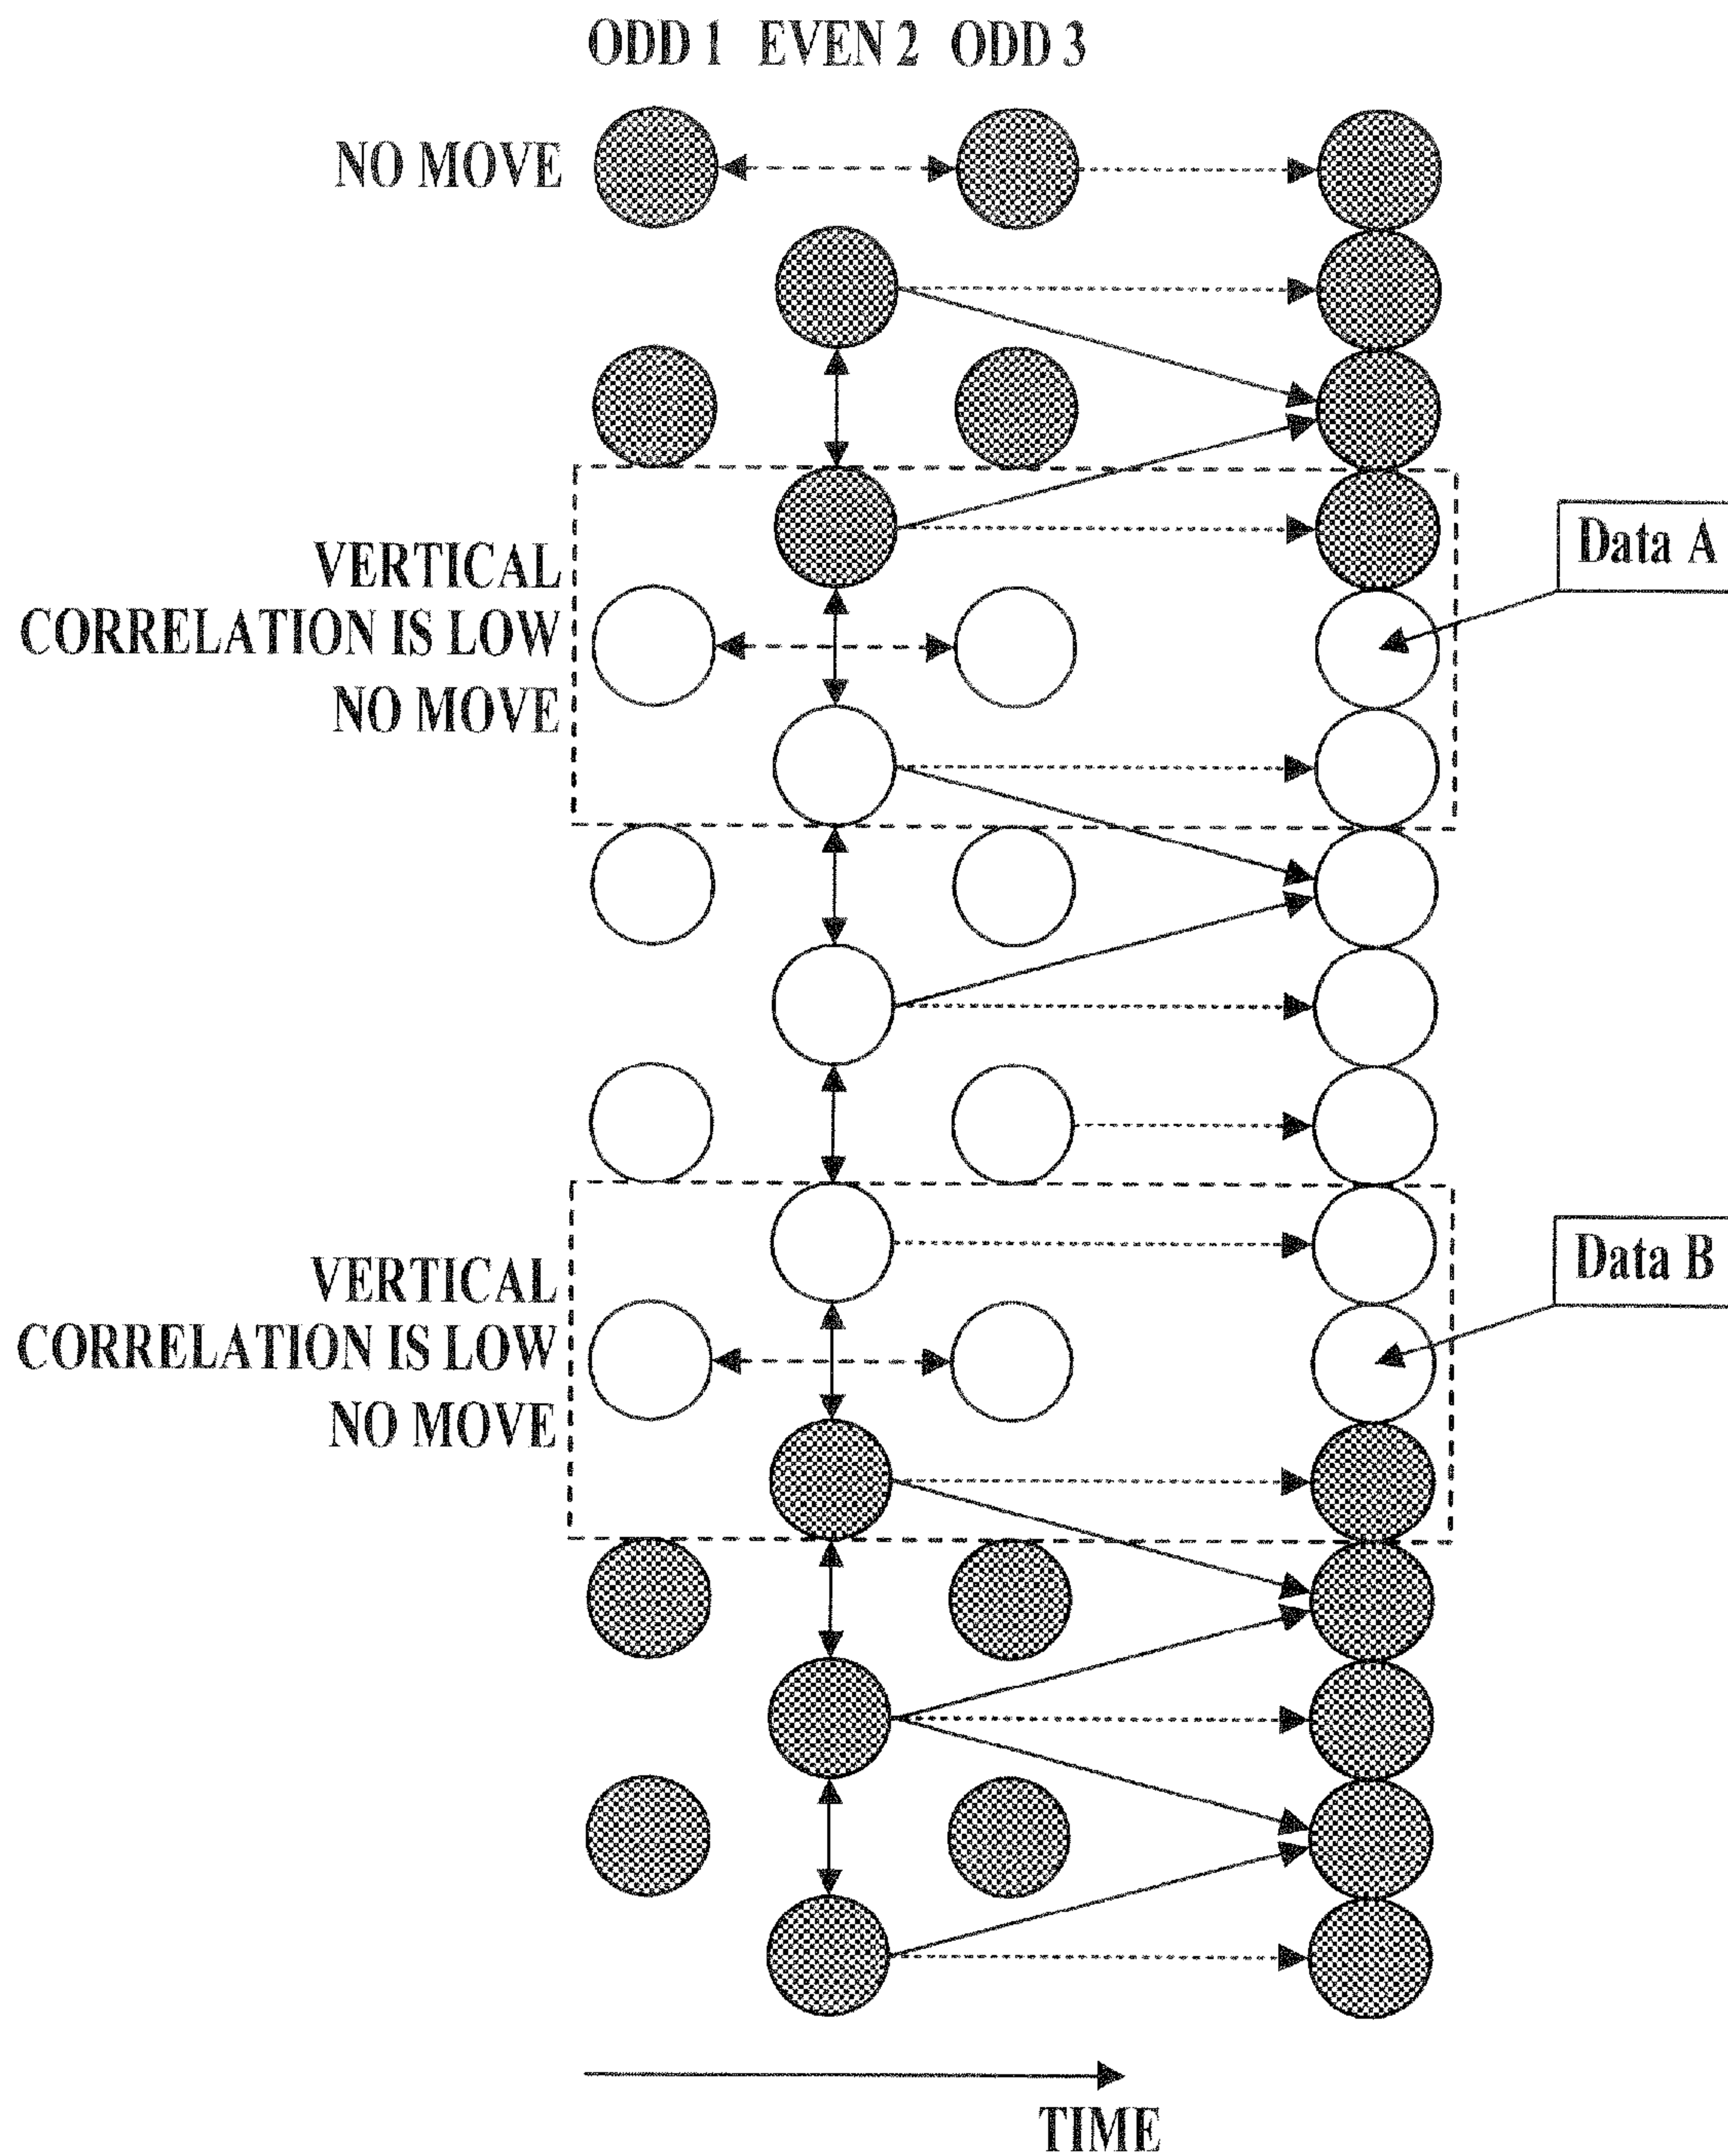 ODD 1 EVEN 2 ODD 3
NO MOVE
VERTICAL
CORRELATION IS LOW
NO MOVE
Data A
VERTICAL
CORRELATION IS LOW
NO MOVE
Data B
TIME